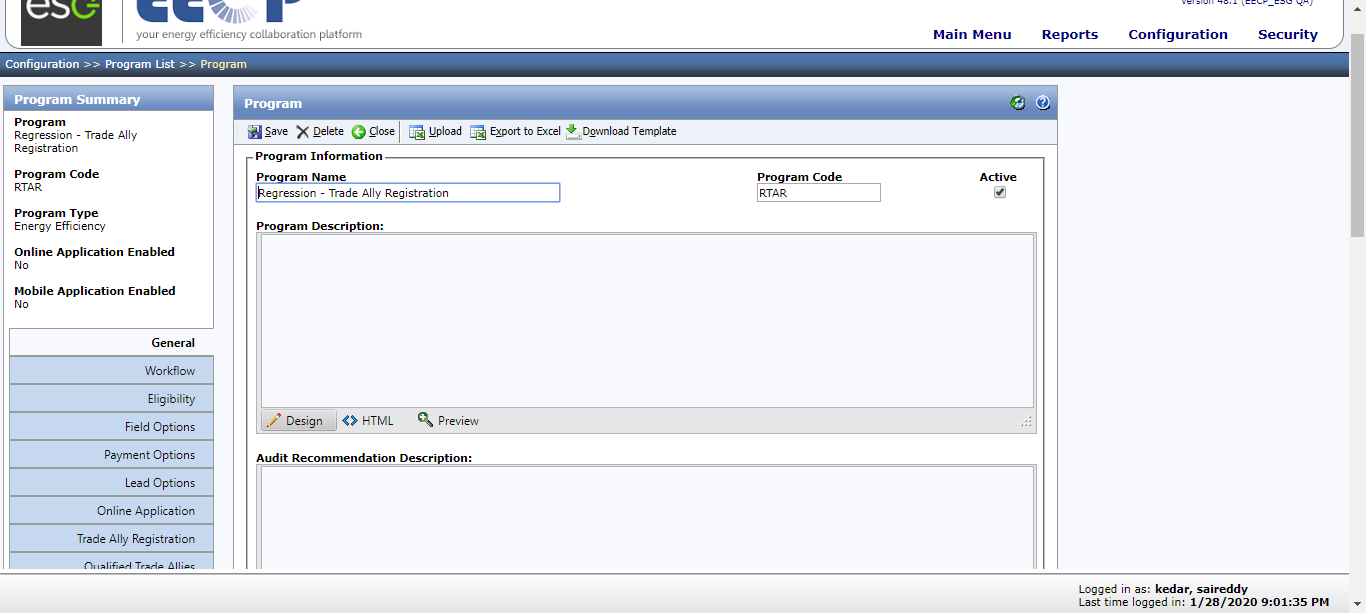 esG
EECP
your energy efficiency collaboration platform
Version 48.1 (EECP_ESG QA)
Main Menu Reports Configuration Security
Configuration >> Program List >> Program
Program Summary
Program
Regression - Trade Ally
Registration
Program Code
RTAR
Program Type
Energy Efficiency
Online Application Enabled
No
Mobile Application Enabled
No
General
Workflow
Eligibility
Field Options
Payment Options
Lead Options
Online Application
Trade Ally Registration
Qualified Trade Allies
Program
Save Delete Close Upload Export to Excel Download Template
Program Information
Program Name Program Code Active
Regression - Trade Ally Registration RTAR
Program Description:
Design HTML Preview
Audit Recommendation Description:
Logged in as: kedar, saireddy
Last time logged in: 1/28/2020 9:01:35 PM